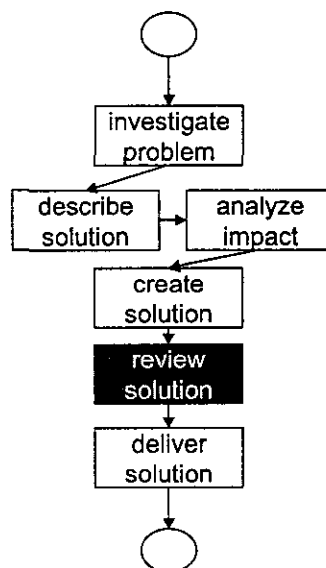 investigate
problem
describe
solution
analyze
impact
create
solution
review
solution
deliver
solution